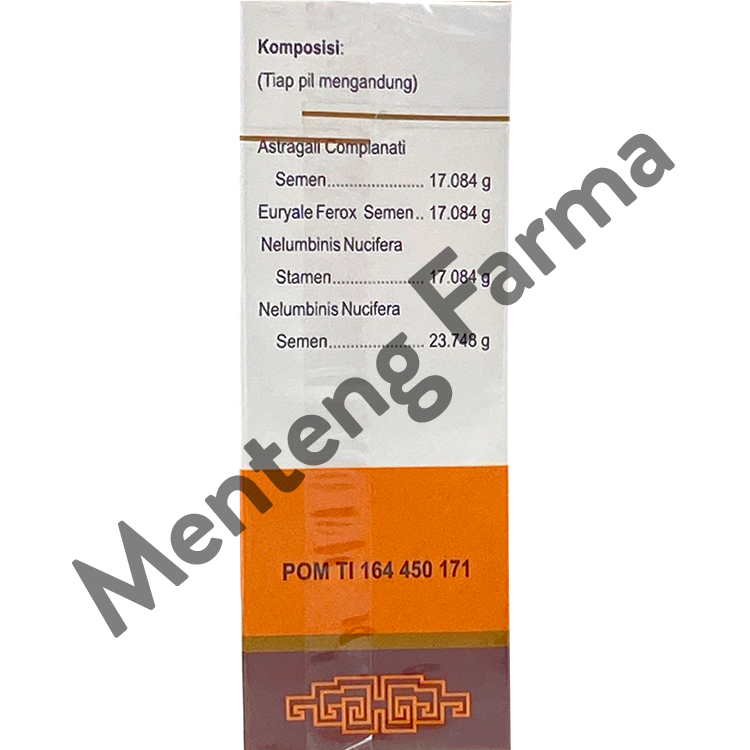 Komposisi:
(Tiap pil mengandung)
Astragali Complanati
Semen....................... 17.084 g
Euryale Ferox Semen.. 17.084 g
Nelumbinis Nucifera
Stamen...................... 17.084 g
Nelumbinis Nucifera
Semen....................... 23.748 g
Menteng Farma
POM TI 164 450 171